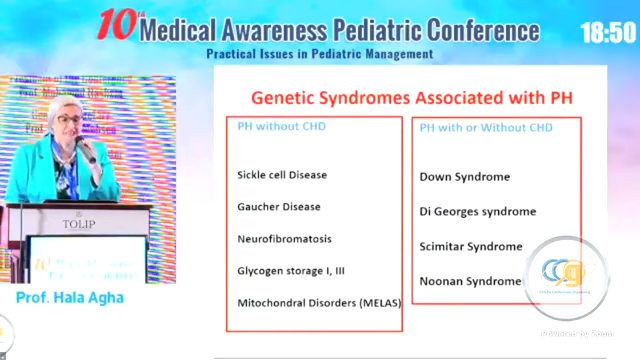 10th Medical Awareness Pediatric Conference
Practical Issues in Pediatric Management
18:50
Genetic Syndromes Associated with PH
PH without CHD
Sickle cell Disease
Gaucher Disease
Neurofibromatosis
Glycogen storage I, III
Mitochondral Disorders (MELAS)
PH with or Without CHD
Down Syndrome
Di Georges syndrome
Scimitar Syndrome
Noonan Syndrome
TOLIP
Prof. Hala Agha
Powered by Zoom